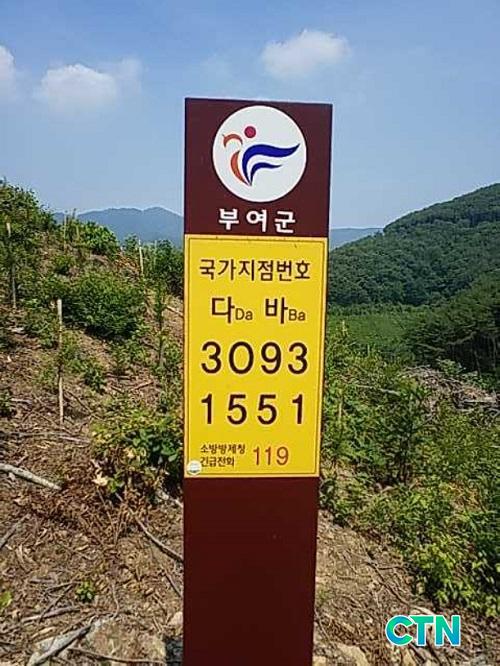 부여군
국가지점번호
다Da 바Ba
3093
1551
소방방제청
긴급전화 119
CTN